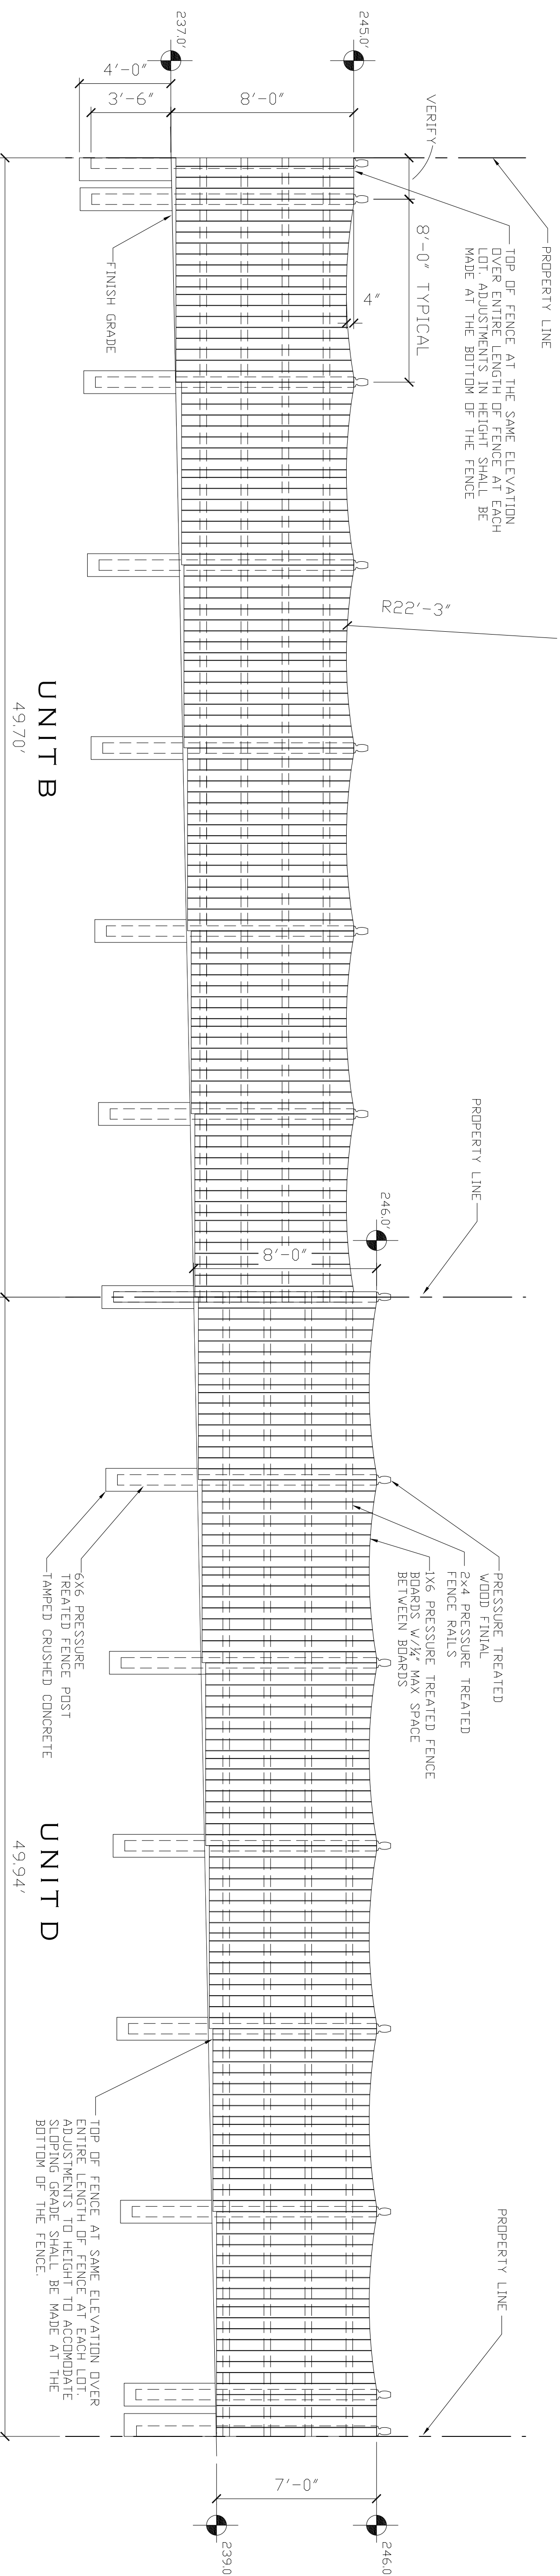 237.0'
245.0'
4'-0"
3'-6"
8'-0"
VERIFY
8'-0" TYPICAL
PROPERTY LINE
TOP OF FENCE AT THE SAME ELEVATION
OVER ENTIRE LENGTH OF FENCE AT EACH
LOT. ADJUSTMENTS IN HEIGHT SHALL BE
MADE AT THE BOTTOM OF THE FENCE
FINISH GRADE
4"
R22'-3"
UNIT B
49.70'
PROPERTY LINE
246.0'
8'-0"
PRESSURE TREATED
WOOD FINIAL
2x4 PRESSURE TREATED
FENCE RAILS
1X6 PRESSURE TREATED FENCE
BOARDS W/¼" MAX SPACE
BETWEEN BOARDS
6X6 PRESSURE
TREATED FENCE POST
TAMPED CRUSHED CONCRETE
UNIT D
49.94'
TOP OF FENCE AT SAME ELEVATION OVER
ENTIRE LENGTH OF FENCE AT EACH LOT.
ADJUSTMENTS TO HEIGHT TO ACCOMODATE
SLOPING GRADE SHALL BE MADE AT THE
BOTTOM OF THE FENCE.
PROPERTY LINE
7'-0"
246.0
239.0